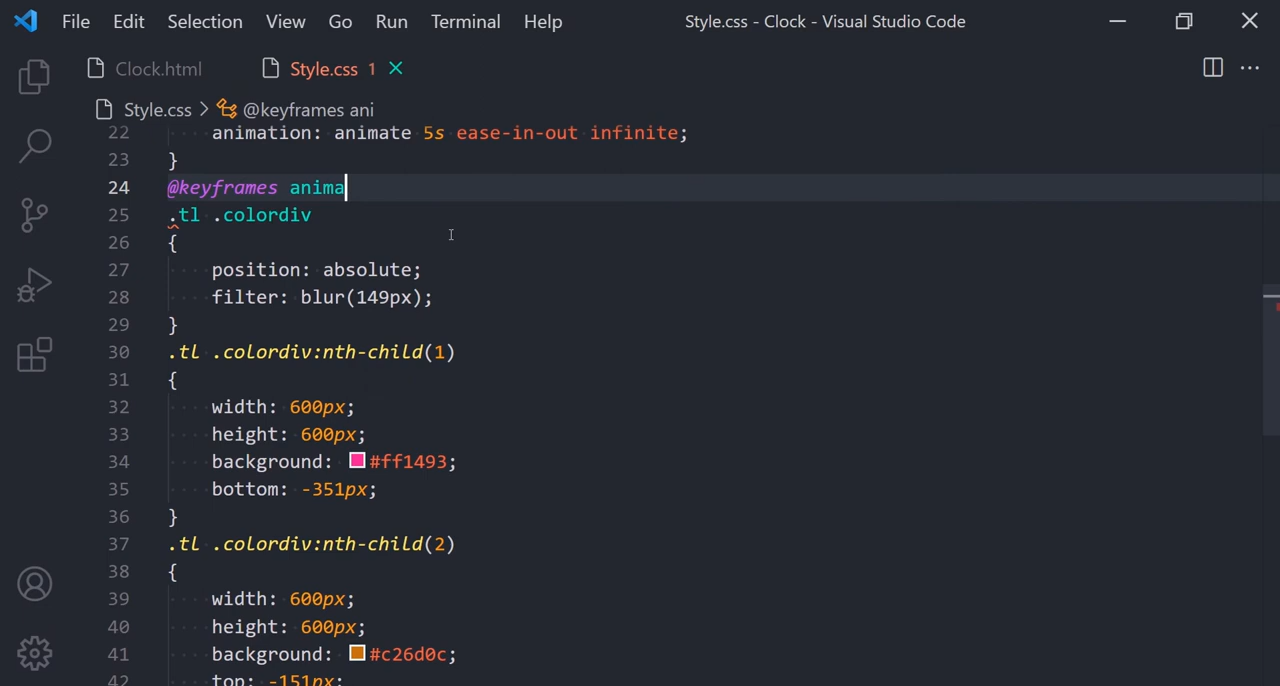 File Edit Selection View Go Run Terminal Help Style.css - Clock - Visual Studio Code
Clock.html Style.css 1
Style.css > @keyframes ani
22 animation: animate 5s ease-in-out infinite;
23 }
24 @keyframes anima
25 .tl .colordiv
26 {
27 position: absolute;
28 filter: blur(149px);
29 }
30 .tl .colordiv:nth-child(1)
31 {
32 width: 600px;
33 height: 600px;
34 background: #ff1493;
35 bottom: -351px;
36 }
37 .tl .colordiv:nth-child(2)
38 {
39 width: 600px;
40 height: 600px;
41 background: #c26d0c;
42 top: -151px;